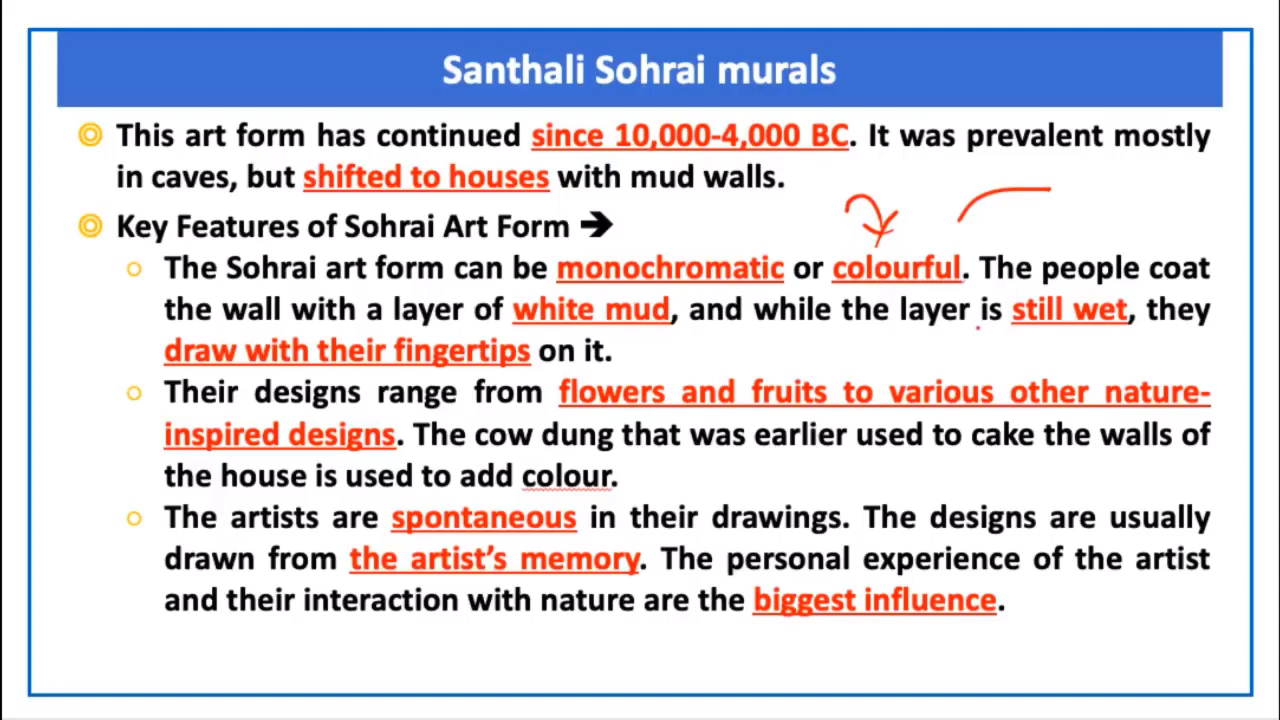 Santhali Sohrai murals
This art form has continued since 10,000-4,000 BC. It was prevalent mostly
in caves, but shifted to houses with mud walls.
Key Features of Sohrai Art Form ➔
The Sohrai art form can be monochromatic or colourful. The people coat
the wall with a layer of white mud, and while the layer is still wet, they
draw with their fingertips on it.
Their designs range from flowers and fruits to various other nature-
inspired designs. The cow dung that was earlier used to cake the walls of
the house is used to add colour.
The artists are spontaneous in their drawings. The designs are usually
drawn from the artist’s memory. The personal experience of the artist
and their interaction with nature are the biggest influence.